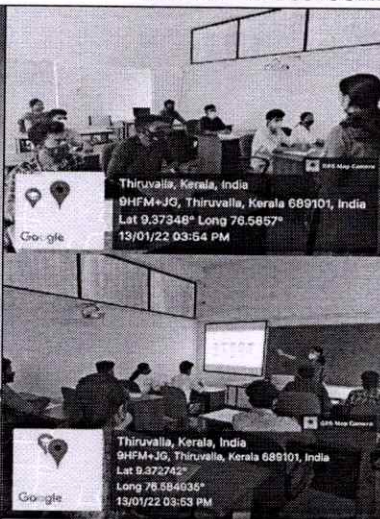 GPS Map Camera
Google
Thiruvalla, Kerala, India
9HFM+JG, Thiruvalla, Kerala 689101, India
Lat 9.37348° Long 76.5857°
13/01/22 03:54 PM
GPS Map Camera
Google
Thiruvalla, Kerala, India
9HFM+JG, Thiruvalla, Kerala 689101, India
Lat 9.372742°
Long 76.584935°
13/01/22 03:53 PM